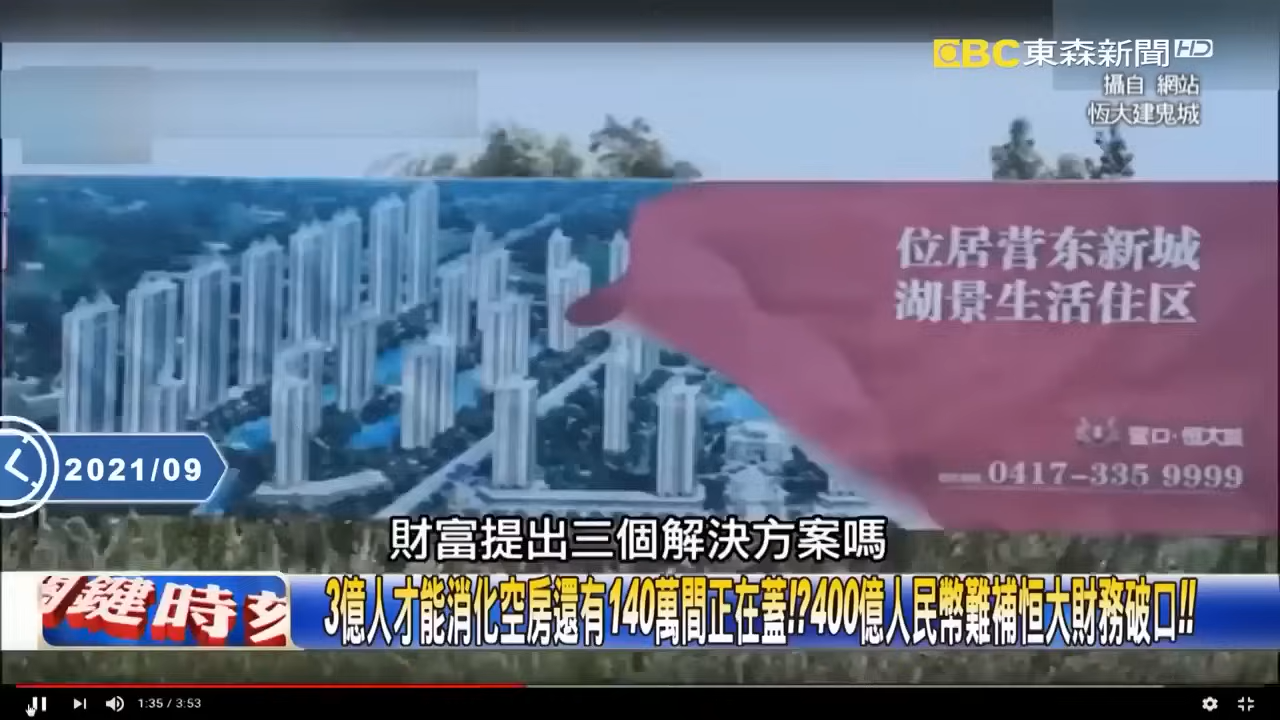 EBC東森新聞HD
攝自 網站
恆大建鬼城
位居营东新城
湖景生活住区
营口·恒大
0417-335 9999
2021/09
財富提出三個解決方案嗎
關鍵時刻
3億人才能消化空房還有140萬間正在蓋!?400億人民幣難補恒大財務破口!!
1:35 / 3:53